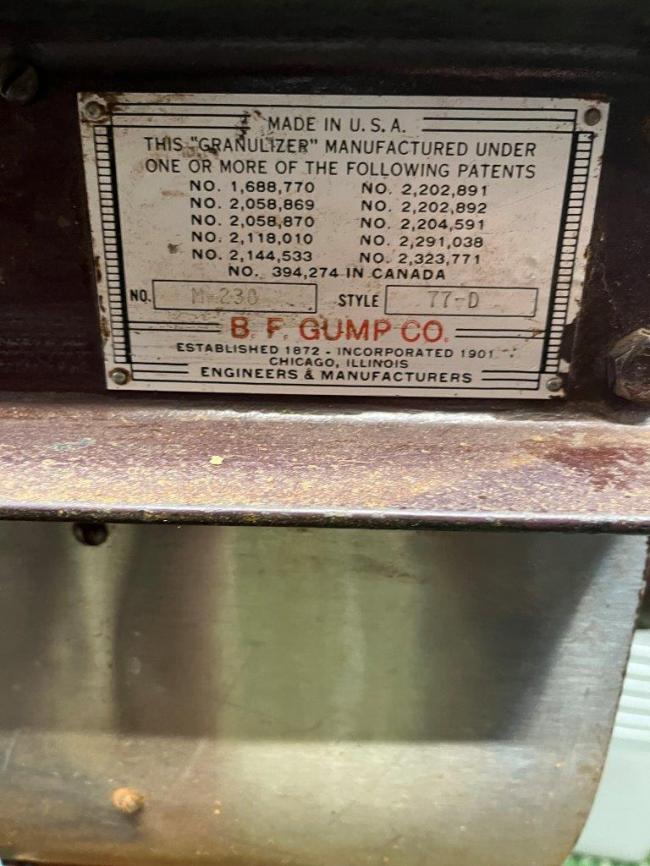 MADE IN U.S.A.
THIS "GRANULIZER" MANUFACTURED UNDER
ONE OR MORE OF THE FOLLOWING PATENTS
NO. 1,688,770 NO. 2,202,891
NO. 2,058,869 NO. 2,202,892
NO. 2,058,870 NO. 2,204,591
NO. 2,118,010 NO. 2,291,038
NO. 2,144,533 NO. 2,323,771
NO. 394,274 IN CANADA
NO. M-230 STYLE 77-D
B. F. GUMP CO.
ESTABLISHED 1872 - INCORPORATED 1901
CHICAGO, ILLINOIS
ENGINEERS & MANUFACTURERS